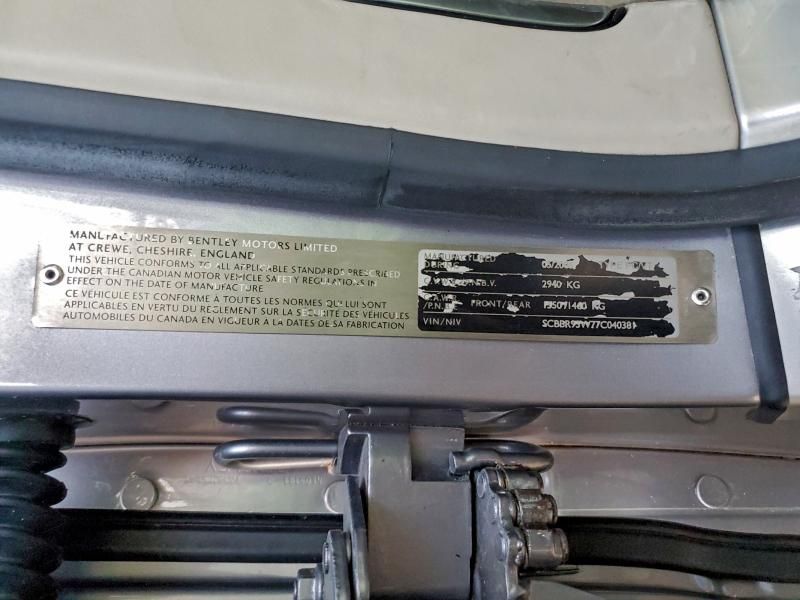 MANUFACTURED BY BENTLEY MOTORS LIMITED
AT CREWE, CHESHIRE, ENGLAND
THIS VEHICLE CONFORMS TO ALL APPLICABLE STANDARDS PRESCRIBED
UNDER THE CANADIAN MOTOR VEHICLE SAFETY REGULATIONS IN
EFFECT ON THE DATE OF MANUFACTURE
CE VÉHICULE EST CONFORME À TOUTES LES NORMES QUI LUI SONT
APPLICABLES EN VERTU DU REGLEMENT SUR LA SÉCURITÉ DES VÉHICULES
AUTOMOBILES DU CANADA EN VIGUEUR À LA DATES DE SA FABRICATION
MANUFACTURED
2940 KG
FRONT/REAR KG
VIN/NIV